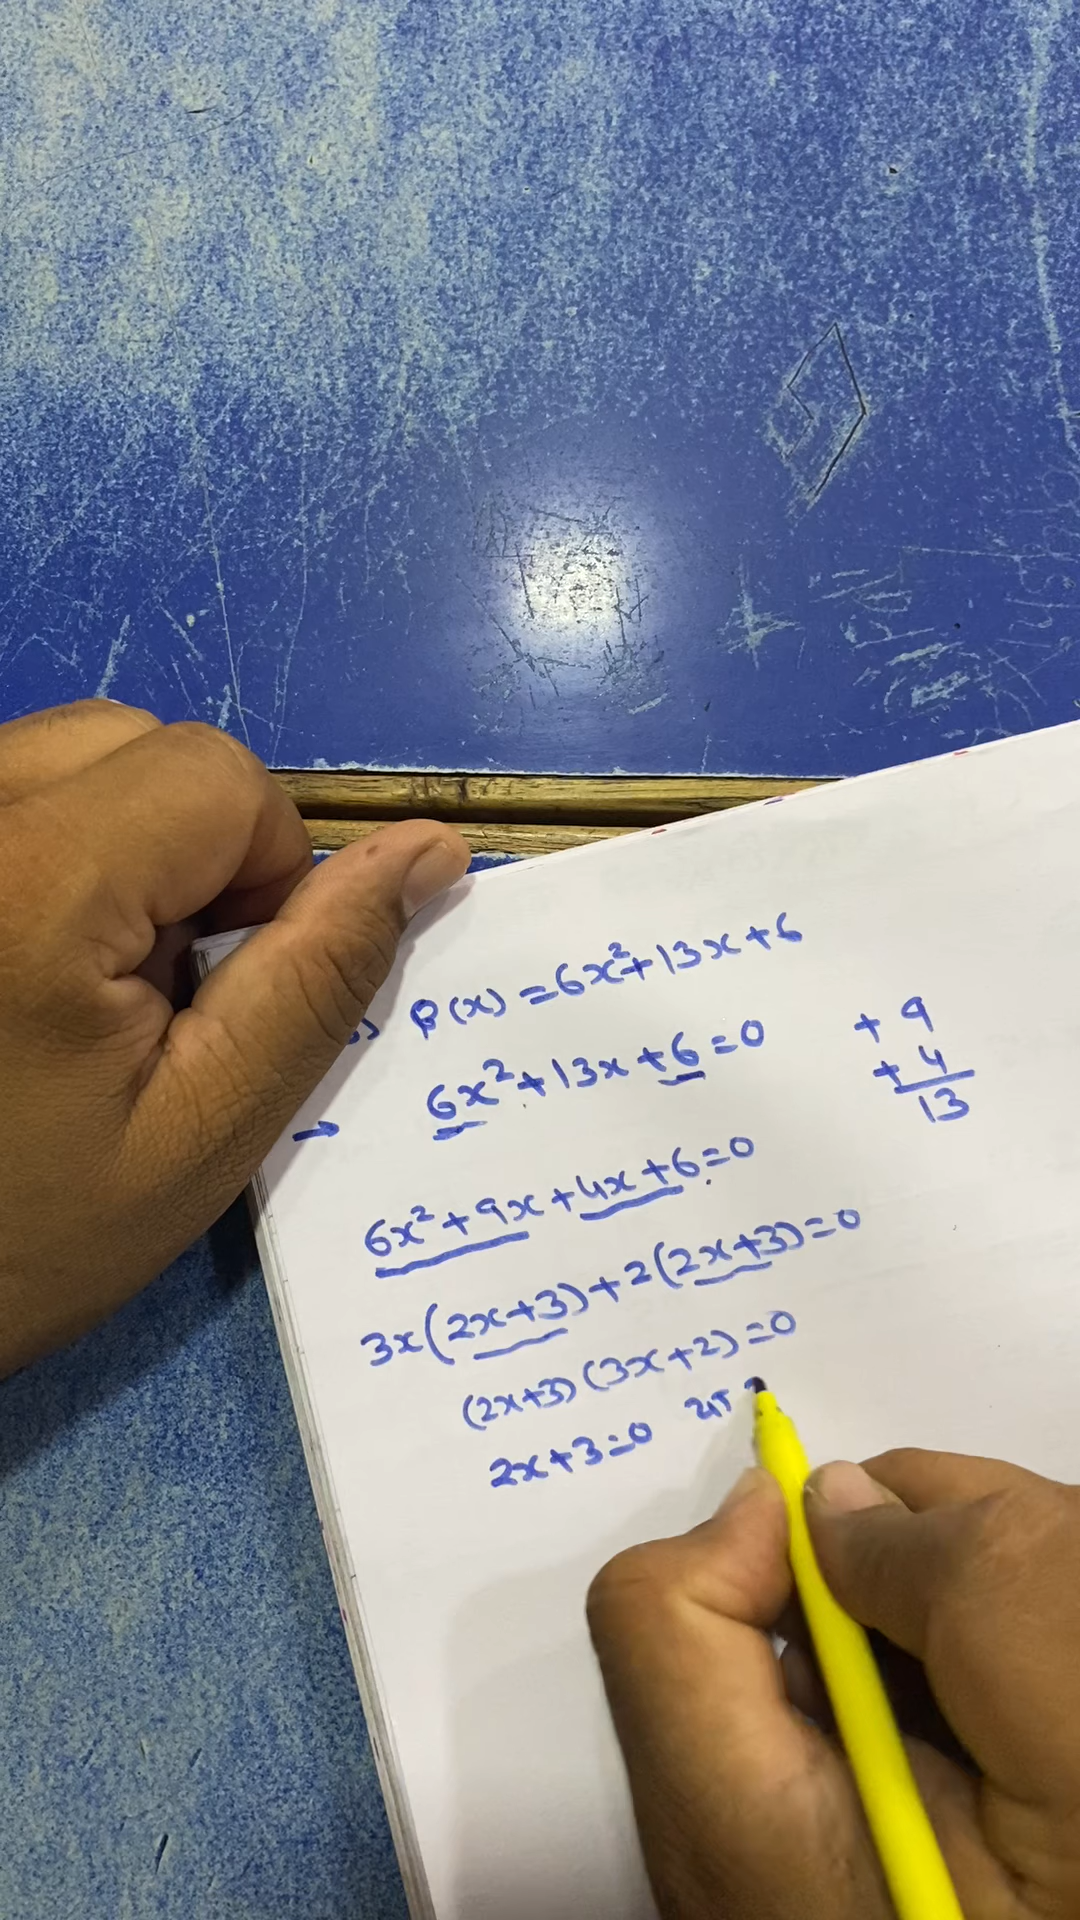 p(x) = 6x²+13x+6
→ 6x²+13x+6=0
+9
+4
13
6x²+9x+4x+6=0
3x(2x+3)+2(2x+3)=0
(2x+3)(3x+2)=0
2x+3=0 या